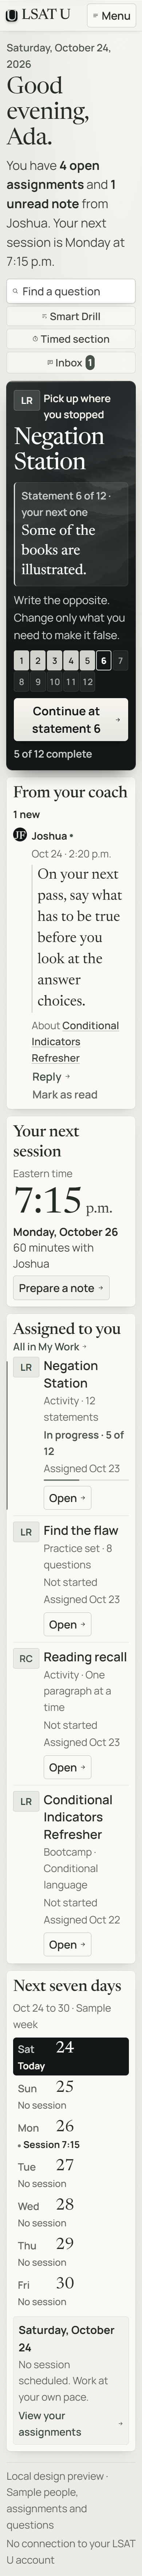 LSAT U
Menu
Saturday, October 24,
2026
Good
evening,
Ada.
You have 4 open
assignments and 1
unread note from
Joshua. Your next
session is Monday at
7:15 p.m.
Find a question
Smart Drill
Timed section
Inbox 1
LR
Pick up where
you stopped
Negation
Station
Statement 6 of 12 ·
your next one
Some of the
books are
illustrated.
Write the opposite.
Change only what you
need to make it false.
1 2 3 4 5 6 7
8 9 10 11 12
Continue at
statement 6 →
5 of 12 complete
From your coach
1 new
JF
Joshua
Oct 24 · 2:20 p.m.
On your next
pass, say what
has to be true
before you
look at the
answer
choices.
About Conditional
Indicators
Refresher
Reply →
Mark as read
Your next
session
Eastern time
7:15 p.m.
Monday, October 26
60 minutes with
Joshua
Prepare a note →
Assigned to you
All in My Work →
LR
Negation
Station
Activity · 12
statements
In progress · 5 of
12
Assigned Oct 23
Open →
LR
Find the flaw
Practice set · 8
questions
Not started
Assigned Oct 23
Open →
RC
Reading recall
Activity · One
paragraph at a
time
Not started
Assigned Oct 23
Open →
LR
Conditional
Indicators
Refresher
Bootcamp ·
Conditional
language
Not started
Assigned Oct 22
Open →
Next seven days
Oct 24 to 30 · Sample
week
Sat 24
Today
Sun 25
No session
Mon 26
Session 7:15
Tue 27
No session
Wed 28
No session
Thu 29
No session
Fri 30
No session
Saturday, October
24
No session
scheduled. Work at
your own pace.
View your
assignments →
Local design preview ·
Sample people,
assignments and
questions
No connection to your LSAT
U account